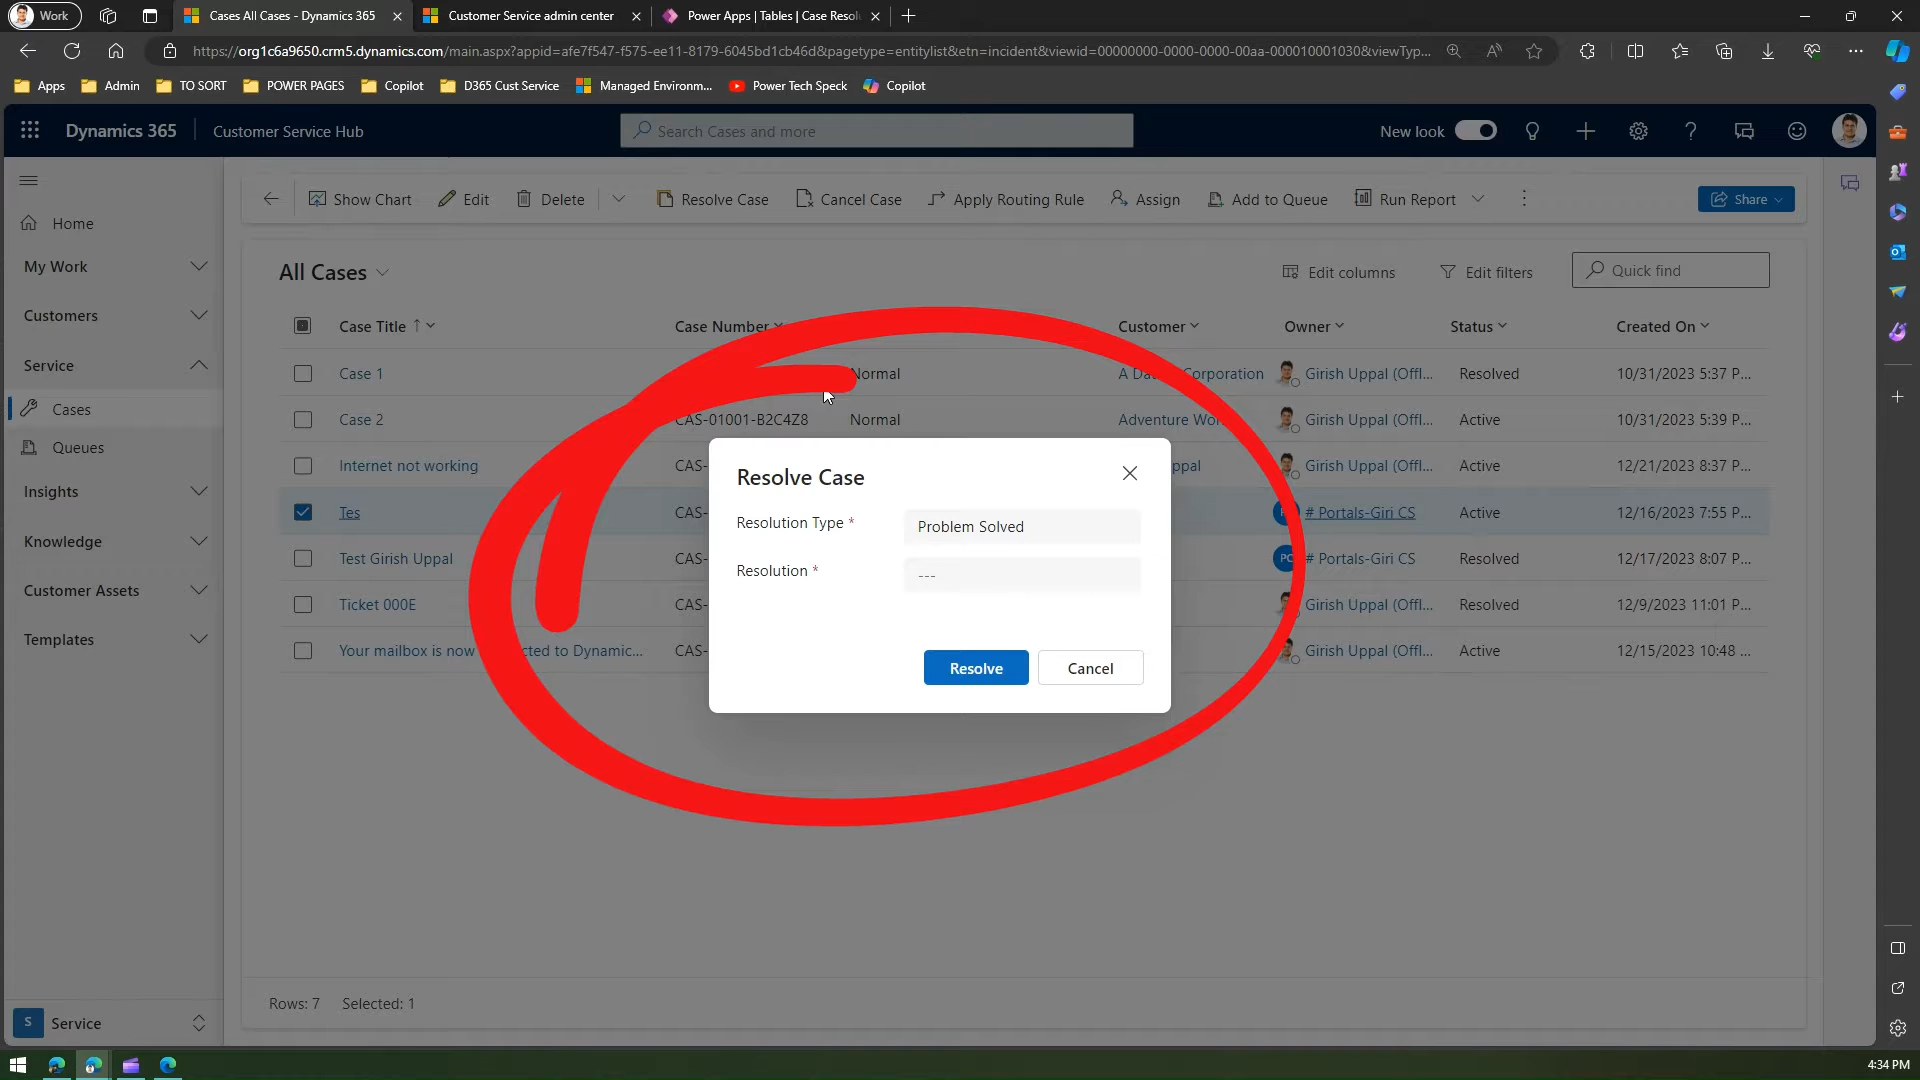 Work
Cases All Cases - Dynamics 365
Customer Service admin center
Power Apps | Tables | Case Resol
https://org1c6a9650.crm5.dynamics.com/main.aspx?appid=afe7f547-f575-ee11-8179-6045bd1cb46d&pagetype=entitylist&etn=incident&viewid=00000000-0000-0000-00aa-000010001030&viewTyp...
Apps
Admin
TO SORT
POWER PAGES
Copilot
D365 Cust Service
Managed Environm...
Power Tech Speck
Copilot
Dynamics 365
Customer Service Hub
Search Cases and more
New look
Show Chart
Edit
Delete
Resolve Case
Cancel Case
Apply Routing Rule
Assign
Add to Queue
Run Report
Share
Home
My Work
Customers
Service
Cases
Queues
Insights
Knowledge
Customer Assets
Templates
S Service
All Cases
Edit columns
Edit filters
Quick find
Case Title ↑ Case Number Customer Owner Status Created On
Case 1 Normal Corporation Girish Uppal (Offl... Resolved 10/31/2023 5:37 P...
Case 2 CAS-01001-B2C4Z8 Normal Adventure Girish Uppal (Offl... Active 10/31/2023 5:39 P...
Internet not working CAS- Girish Uppal (Offl... Active 12/21/2023 8:37 P...
Tes CAS- # Portals-Giri CS Active 12/16/2023 7:55 P...
Test Girish Uppal CAS- # Portals-Giri CS Resolved 12/17/2023 8:07 P...
Ticket 000E CAS- Girish Uppal (Offl... Resolved 12/9/2023 11:01 P...
Your mailbox is now to Dynamic... CAS- Girish Uppal (Offl... Active 12/15/2023 10:48 ...
Resolve Case
Resolution Type * Problem Solved
Resolution * ---
Resolve
Cancel
Rows: 7 Selected: 1
4:34 PM